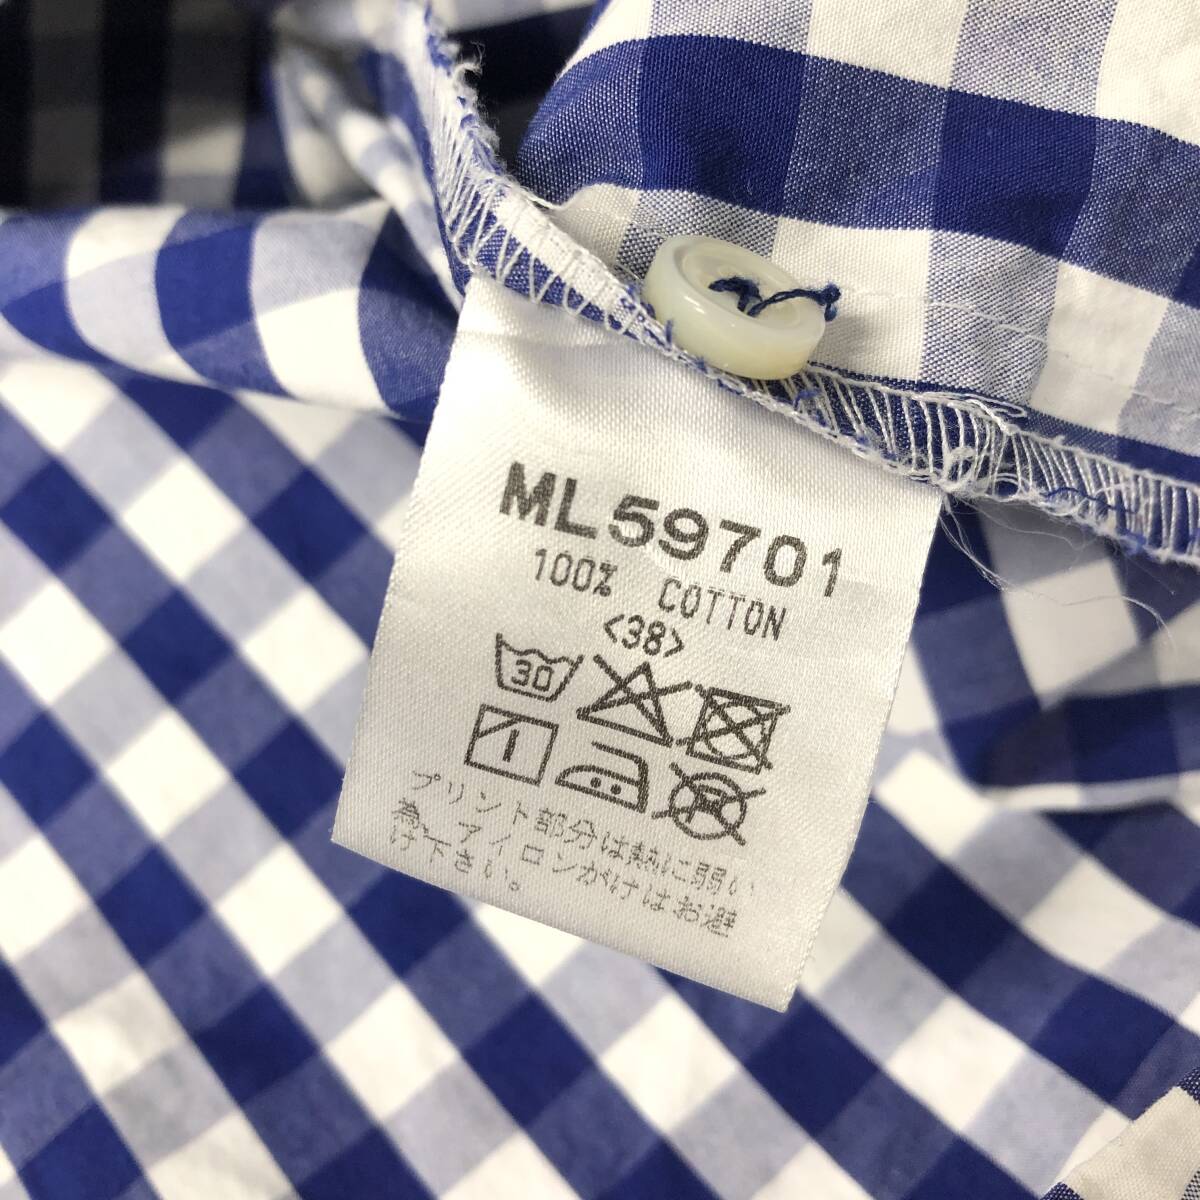 ML59701
100% COTTON
<38>
30
プリント部分は熱に弱い
為、アイロンがけはお避
け下さい。